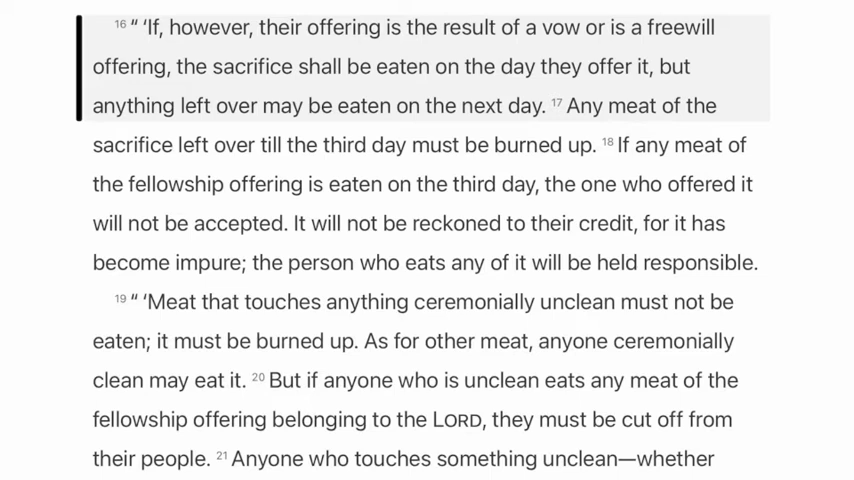 16 “ ‘If, however, their offering is the result of a vow or is a freewill
offering, the sacrifice shall be eaten on the day they offer it, but
anything left over may be eaten on the next day. 17 Any meat of the
sacrifice left over till the third day must be burned up. 18 If any meat of
the fellowship offering is eaten on the third day, the one who offered it
will not be accepted. It will not be reckoned to their credit, for it has
become impure; the person who eats any of it will be held responsible.
19 “ ‘Meat that touches anything ceremonially unclean must not be
eaten; it must be burned up. As for other meat, anyone ceremonially
clean may eat it. 20 But if anyone who is unclean eats any meat of the
fellowship offering belonging to the LORD, they must be cut off from
their people. 21 Anyone who touches something unclean—whether